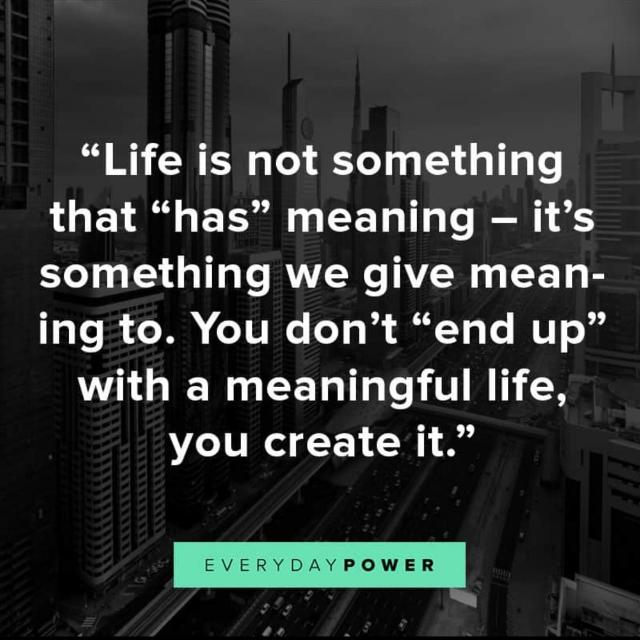 “Life is not something
that “has” meaning – it’s
something we give mean-
ing to. You don’t “end up”
with a meaningful life,
you create it.”
EVERYDAYPOWER